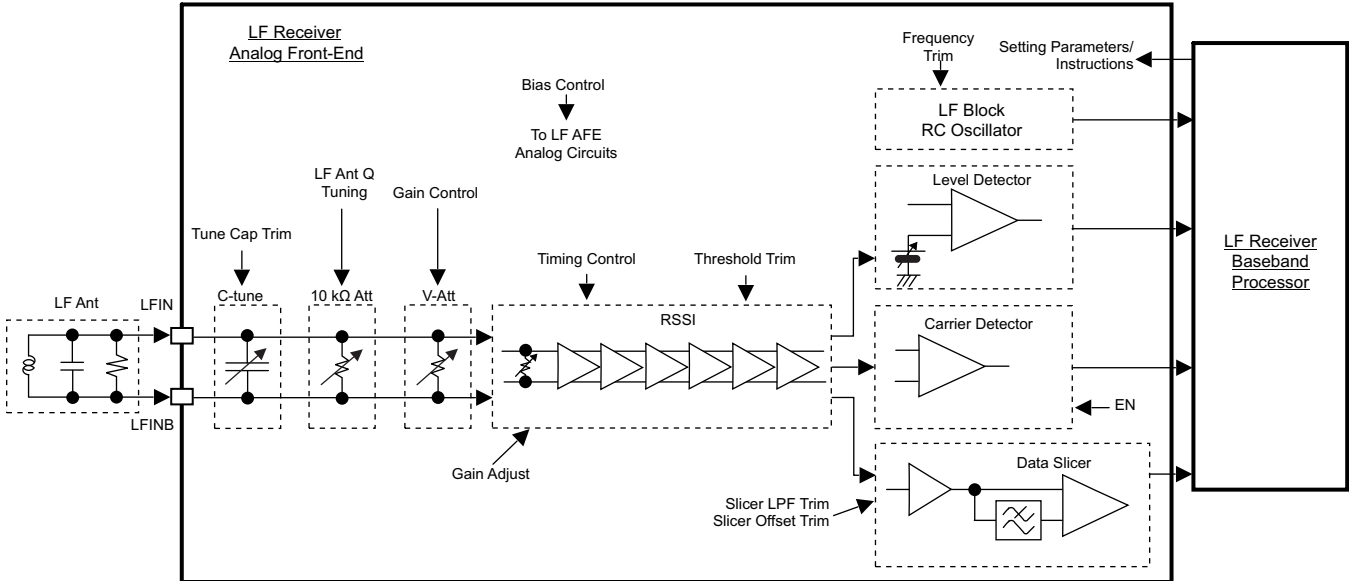 LF Receiver
Analog Front-End
Frequency
Trim
Setting Parameters/
Instructions
Bias Control
To LF AFE
Analog Circuits
LF Block
RC Oscillator
LF Ant Q
Tuning
Gain Control
Level Detector
Tune Cap Trim
Timing Control
Threshold Trim
LF Receiver
Baseband
Processor
LF Ant
LFIN
C-tune
10 kΩ Att
V-Att
RSSI
Carrier Detector
LFINB
EN
Gain Adjust
Data Slicer
Slicer LPF Trim
Slicer Offset Trim